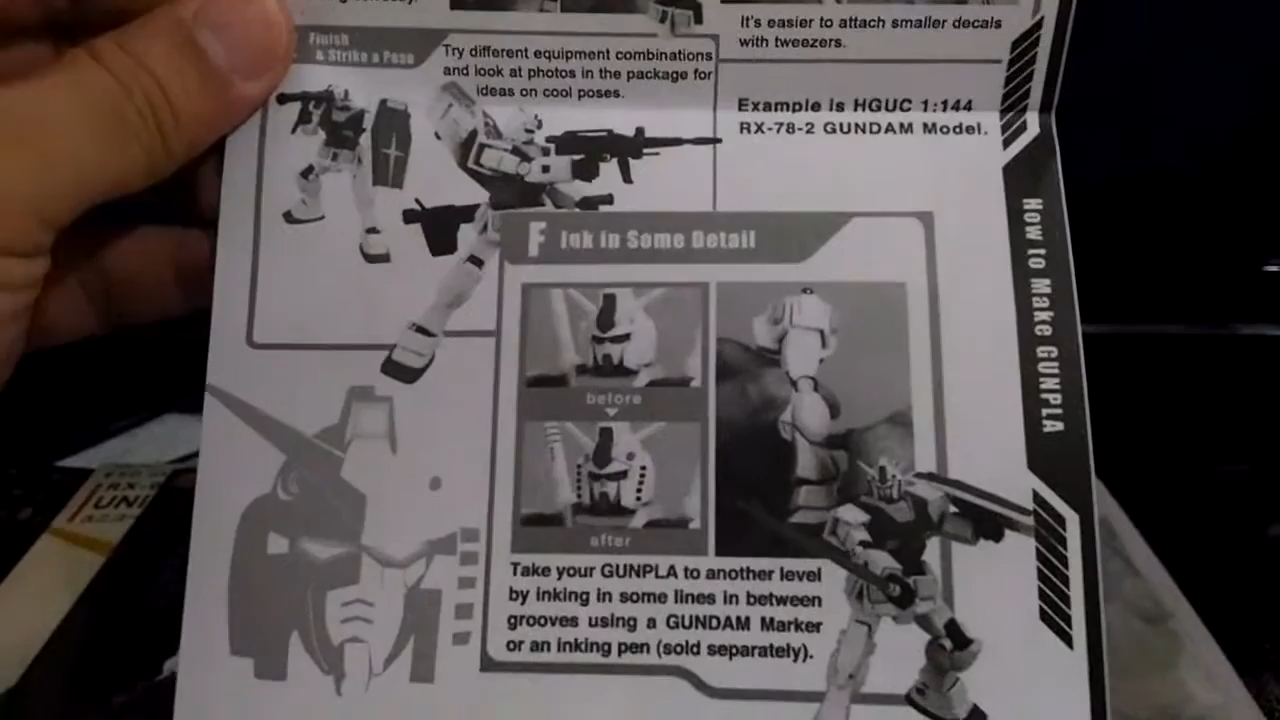 It's easier to attach smaller decals
with tweezers.
Finish
& Strike a Pose
Try different equipment combinations
and look at photos in the package for
ideas on cool poses.
Example is HGUC 1:144
RX-78-2 GUNDAM Model.
How to Make GUNPLA
F Ink in Some Detail
before
after
Take your GUNPLA to another level
by inking in some lines in between
grooves using a GUNDAM Marker
or an inking pen (sold separately).
UNI